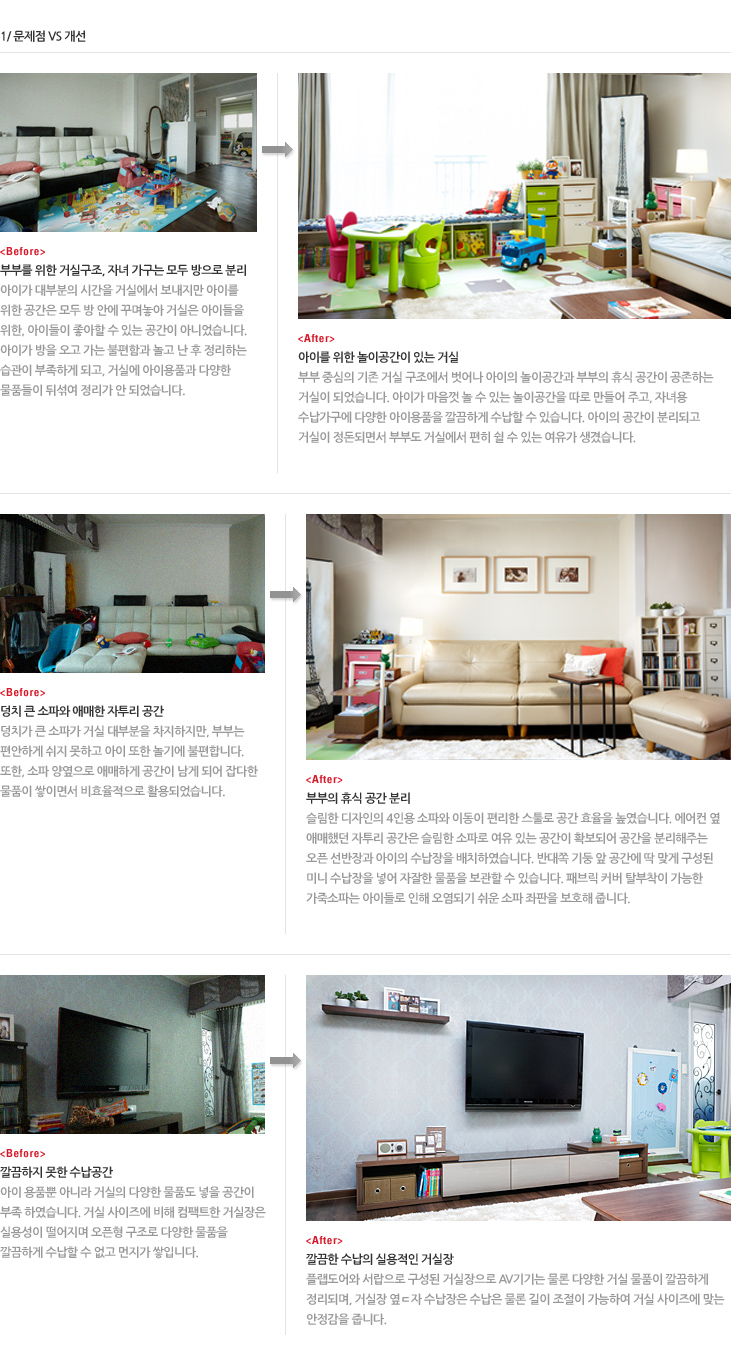 1/ 문제점 VS 개선
<Before>
부부를 위한 거실구조, 자녀 가구는 모두 방으로 분리
아이가 대부분의 시간을 거실에서 보내지만 아이를
위한 공간은 모두 방 안에 꾸며놓아 거실은 아이들을
위한, 아이들이 좋아할 수 있는 공간이 아니었습니다.
아이가 방을 오고 가는 불편함과 놀고 난 후 정리하는
습관이 부족하게 되고, 거실에 아이용품과 다양한
물품들이 뒤섞여 정리가 안 되었습니다.
<After>
아이를 위한 놀이공간이 있는 거실
부부 중심의 기존 거실 구조에서 벗어나 아이의 놀이공간과 부부의 휴식 공간이 공존하는
거실이 되었습니다. 아이가 마음껏 놀 수 있는 놀이공간을 따로 만들어 주고, 자녀용
수납가구에 다양한 아이용품을 깔끔하게 수납할 수 있습니다. 아이의 공간이 분리되고
거실이 정돈되면서 부부도 거실에서 편히 쉴 수 있는 여유가 생겼습니다.
<Before>
덩치 큰 소파와 애매한 자투리 공간
덩치가 큰 소파가 거실 대부분을 차지하지만, 부부는
편안하게 쉬지 못하고 아이 또한 놀기에 불편합니다.
또한, 소파 양옆으로 애매하게 공간이 남게 되어 잡다한
물품이 쌓이면서 비효율적으로 활용되었습니다.
<After>
부부의 휴식 공간 분리
슬림한 디자인의 4인용 소파와 이동이 편리한 스툴로 공간 효율을 높였습니다. 에어컨 옆
애매했던 자투리 공간은 슬림한 소파로 여유 있는 공간이 확보되어 공간을 분리해주는
오픈 선반장과 아이의 수납장을 배치하였습니다. 반대쪽 기둥 앞 공간에 딱 맞게 구성된
미니 수납장을 넣어 자잘한 물품을 보관할 수 있습니다. 패브릭 커버 탈부착이 가능한
가죽소파는 아이들로 인해 오염되기 쉬운 소파 좌판을 보호해 줍니다.
<Before>
깔끔하지 못한 수납공간
아이 용품뿐 아니라 거실의 다양한 물품도 넣을 공간이
부족 하였습니다. 거실 사이즈에 비해 컴팩트한 거실장은
실용성이 떨어지며 오픈형 구조로 다양한 물품을
깔끔하게 수납할 수 없고 먼지가 쌓입니다.
<After>
깔끔한 수납의 실용적인 거실장
플랩도어와 서랍으로 구성된 거실장으로 AV기기는 물론 다양한 거실 물품이 깔끔하게
정리되며, 거실장 옆ㄷ자 수납장은 수납은 물론 길이 조절이 가능하여 거실 사이즈에 맞는
안정감을 줍니다.